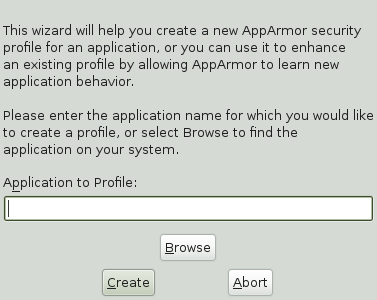 This wizard will help you create a new AppArmor security
profile for an application, or you can use it to enhance
an existing profile by allowing AppArmor to learn new
application behavior.
Please enter the application name for which you would like
to create a profile, or select Browse to find the
application on your system.
Application to Profile:
Browse
Create Abort